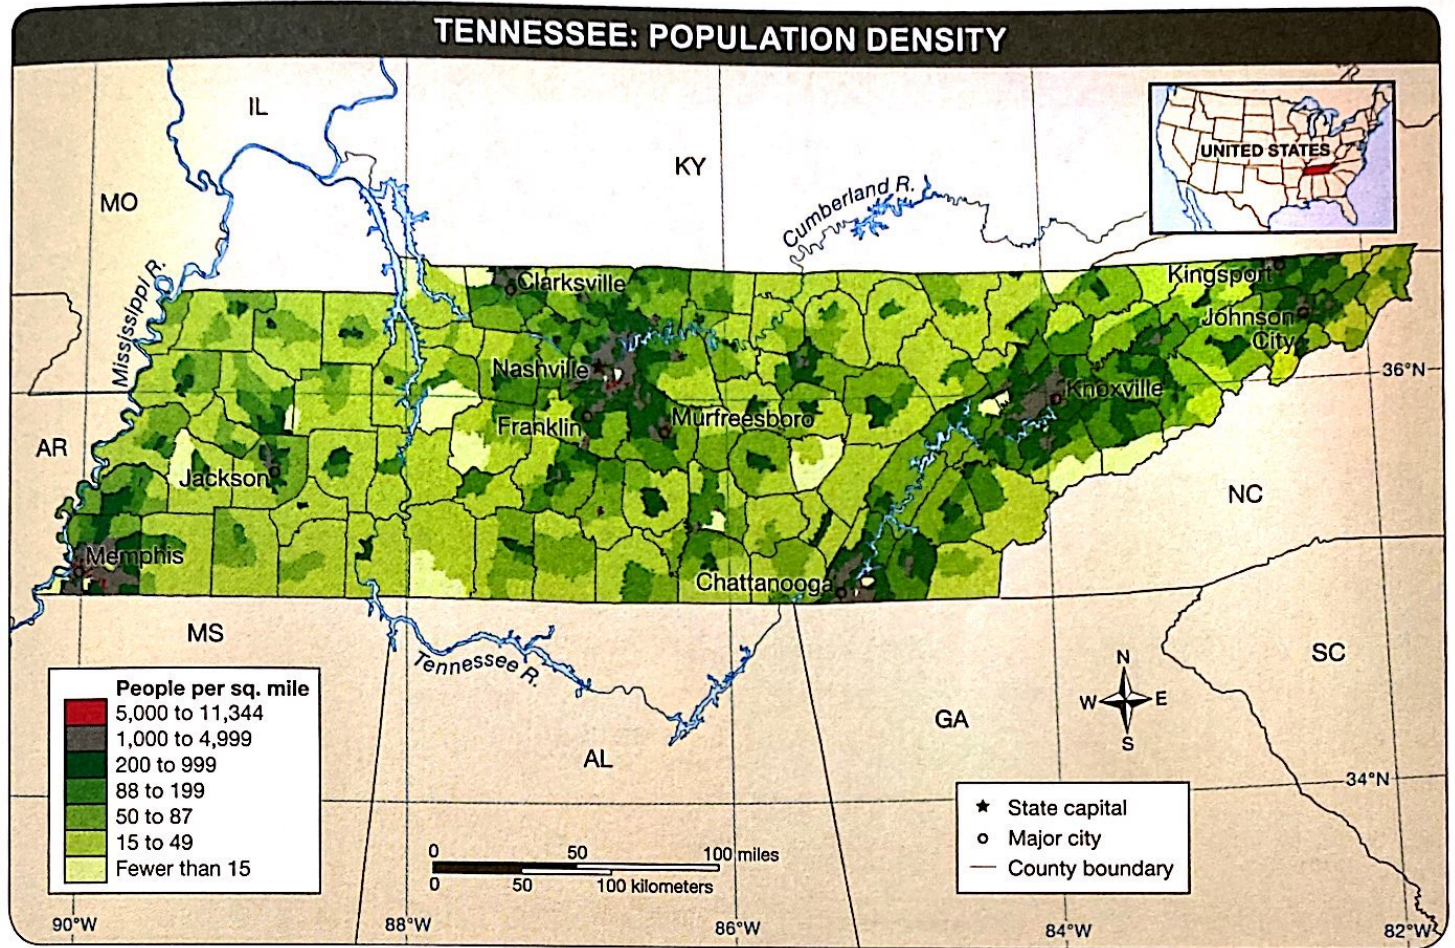 TENNESSEE: POPULATION DENSITY
IL
KY
MO
UNITED STATES
Cumberland R.
Mississippi R.
Clarksville
Kingsport
Johnson
City
Nashville
36°N
Knoxville
Franklin
Murfreesboro
AR
Jackson
NC
Memphis
Chattanooga
MS
Tennessee R.
SC
N
W
E
S
GA
AL
People per sq. mile
5,000 to 11,344
1,000 to 4,999
200 to 999
88 to 199
50 to 87
15 to 49
Fewer than 15
34°N
State capital
Major city
County boundary
0 50 100 miles
0 50 100 kilometers
90°W
88°W
86°W
84°W
82°W